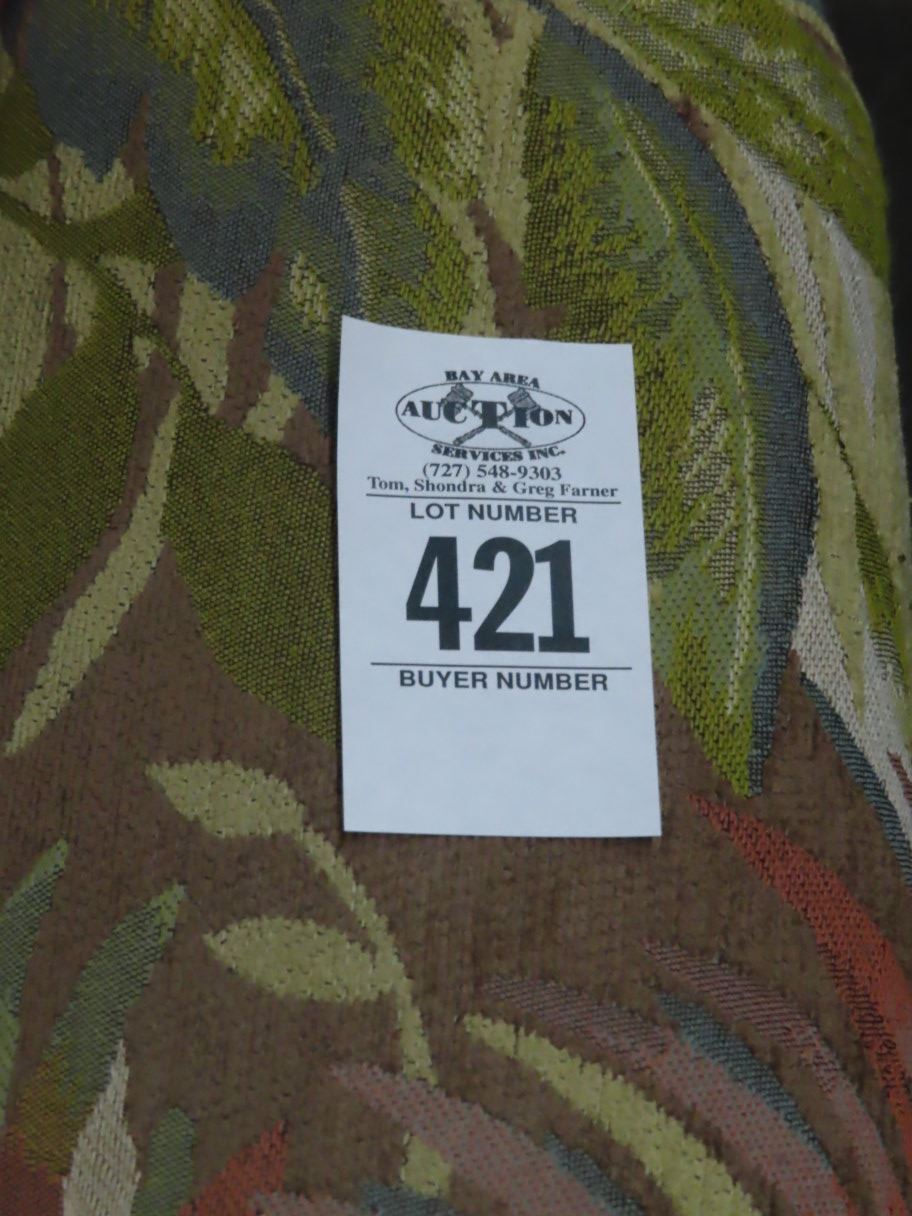 BAY AREA
AUCTION
SERVICES INC.
(727) 548-9303
Tom, Shondra & Greg Farner
LOT NUMBER
421
BUYER NUMBER